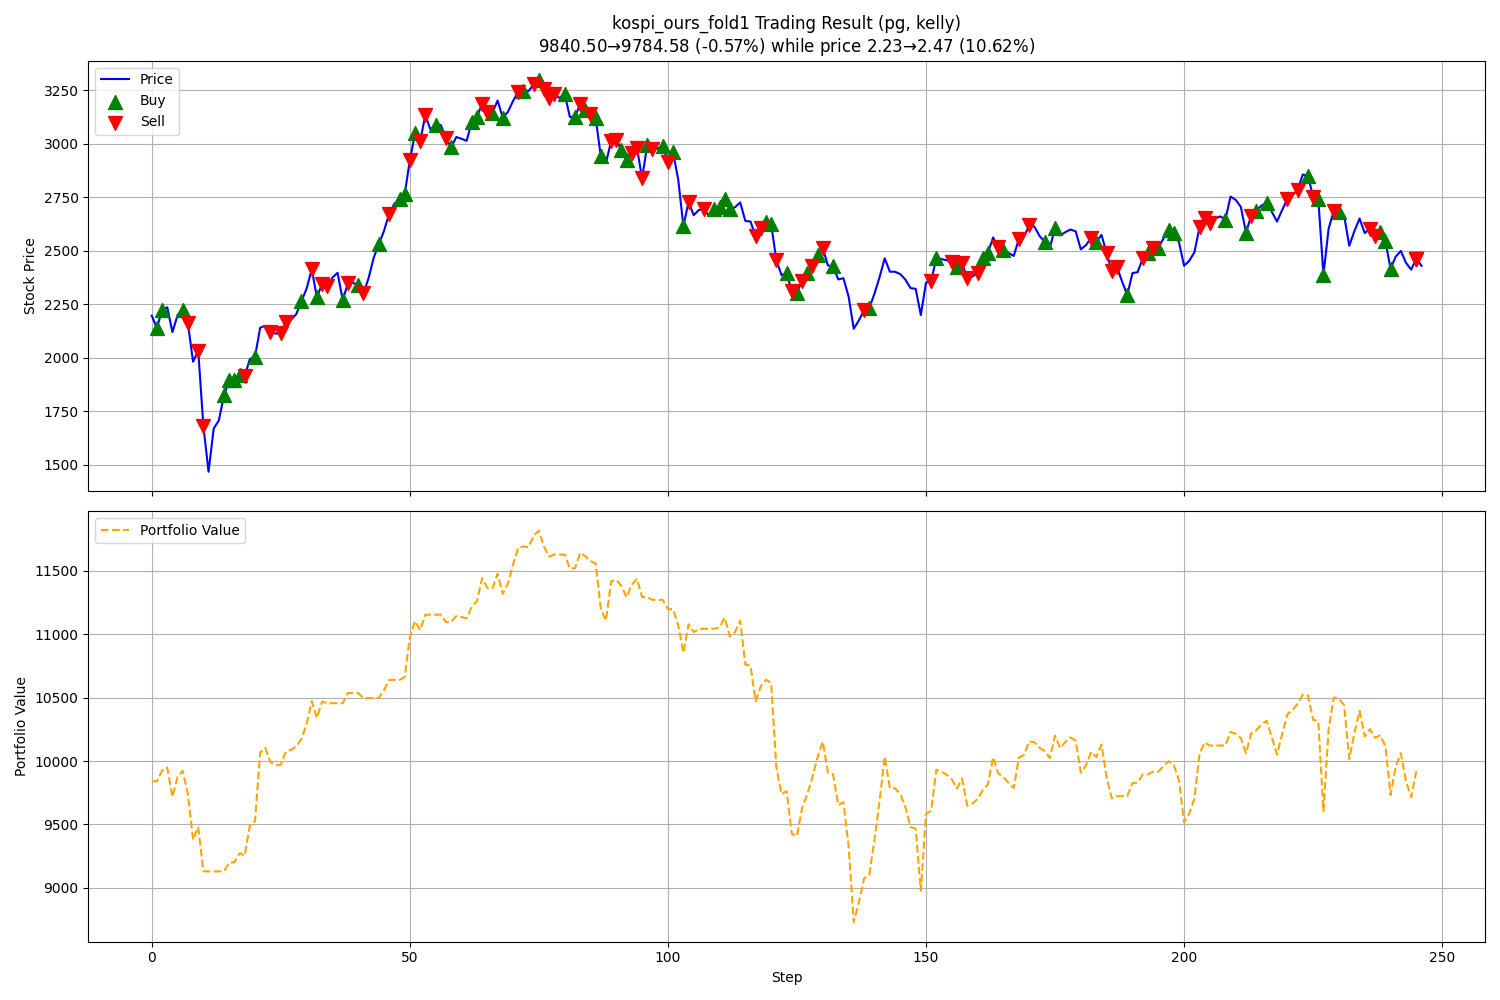 kospi_ours_fold1 Trading Result (pg, kelly)
9840.50→9784.58 (-0.57%) while price 2.23→2.47 (10.62%)
Price
Buy
Sell
Stock Price
3250
3000
2750
2500
2250
2000
1750
1500
Portfolio Value
Portfolio Value
11500
11000
10500
10000
9500
9000
0
50
100
150
200
250
Step